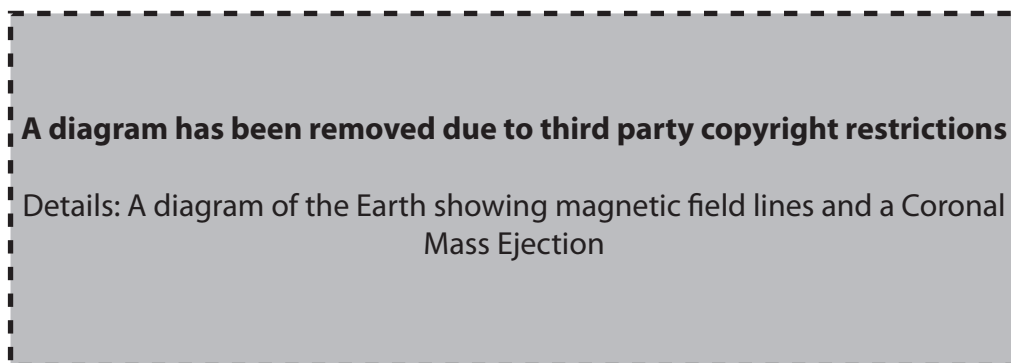 A diagram has been removed due to third party copyright restrictions
Details: A diagram of the Earth showing magnetic field lines and a Coronal
Mass Ejection